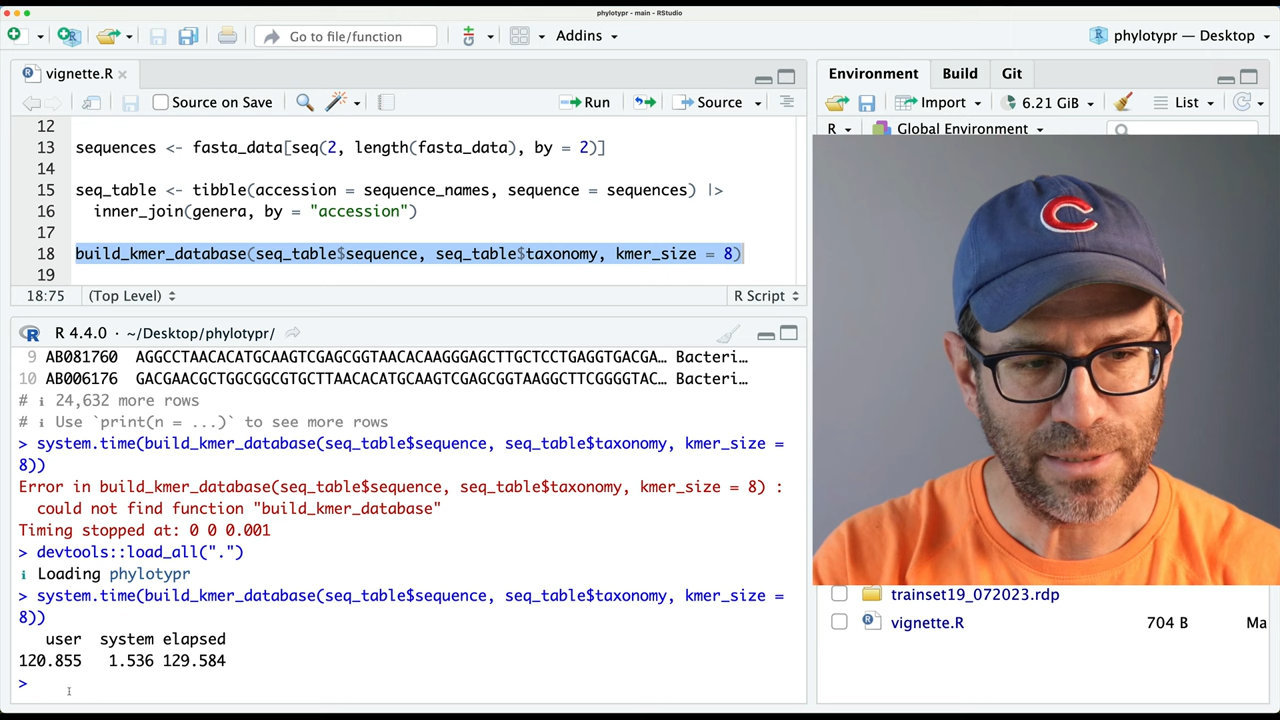 phylotypr - main - RStudio
Go to file/function
Addins
phylotypr — Desktop
vignette.R
Source on Save
Run
Source
12
13 sequences <- fasta_data[seq(2, length(fasta_data), by = 2)]
14
15 seq_table <- tibble(accession = sequence_names, sequence = sequences) |>
16 inner_join(genera, by = "accession")
17
18 build_kmer_database(seq_table$sequence, seq_table$taxonomy, kmer_size = 8)
19
18:75 (Top Level) R Script
R 4.4.0 · ~/Desktop/phylotypr/
9 AB081760 AGGCCTAACACATGCAAGTCGAGCGGTAACACAAGGGAGCTTGCTCCTGAGGTGACGA… Bacteri…
10 AB006176 GACGAACGCTGGCGGCGTGCTTAACACATGCAAGTCGAGCGGTAAGGCTTCGGGGTAC… Bacteri…
# ℹ 24,632 more rows
# ℹ Use `print(n = ...)` to see more rows
> system.time(build_kmer_database(seq_table$sequence, seq_table$taxonomy, kmer_size =
8))
Error in build_kmer_database(seq_table$sequence, seq_table$taxonomy, kmer_size = 8) :
could not find function "build_kmer_database"
Timing stopped at: 0 0 0.001
> devtools::load_all(".")
ℹ Loading phylotypr
> system.time(build_kmer_database(seq_table$sequence, seq_table$taxonomy, kmer_size =
8))
user system elapsed
120.855 1.536 129.584
>
Environment Build Git
Import
6.21 GiB
List
R
Global Environment
C
trainset19_072023.rdp
vignette.R 704 B Ma